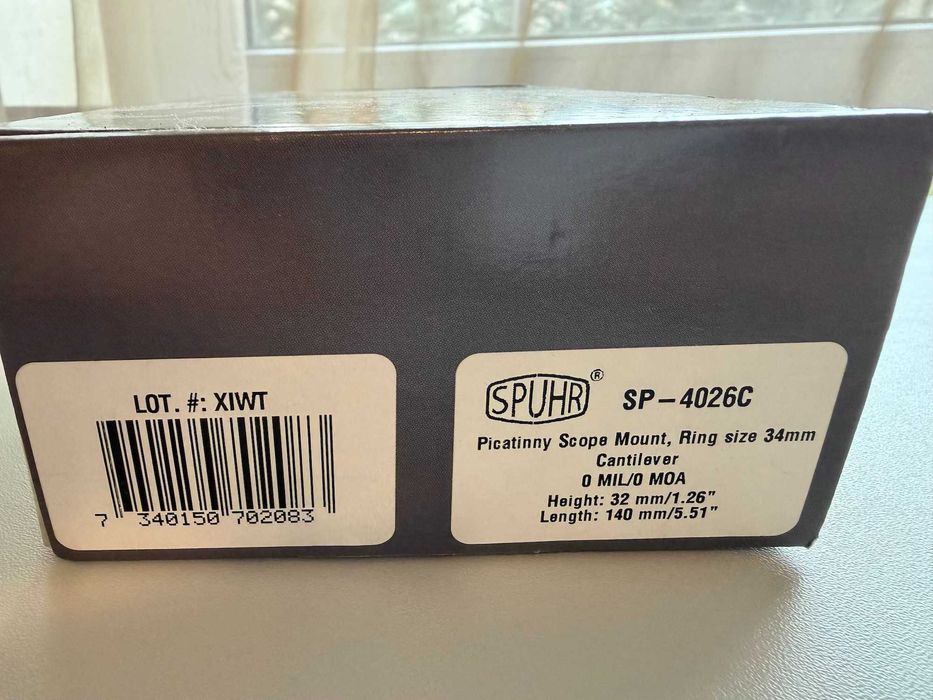 LOT. #: XIWT
7 340150 702083
SPUHR® SP-4026C
Picatinny Scope Mount, Ring size 34mm
Cantilever
0 MIL/0 MOA
Height: 32 mm/1.26"
Length: 140 mm/5.51"